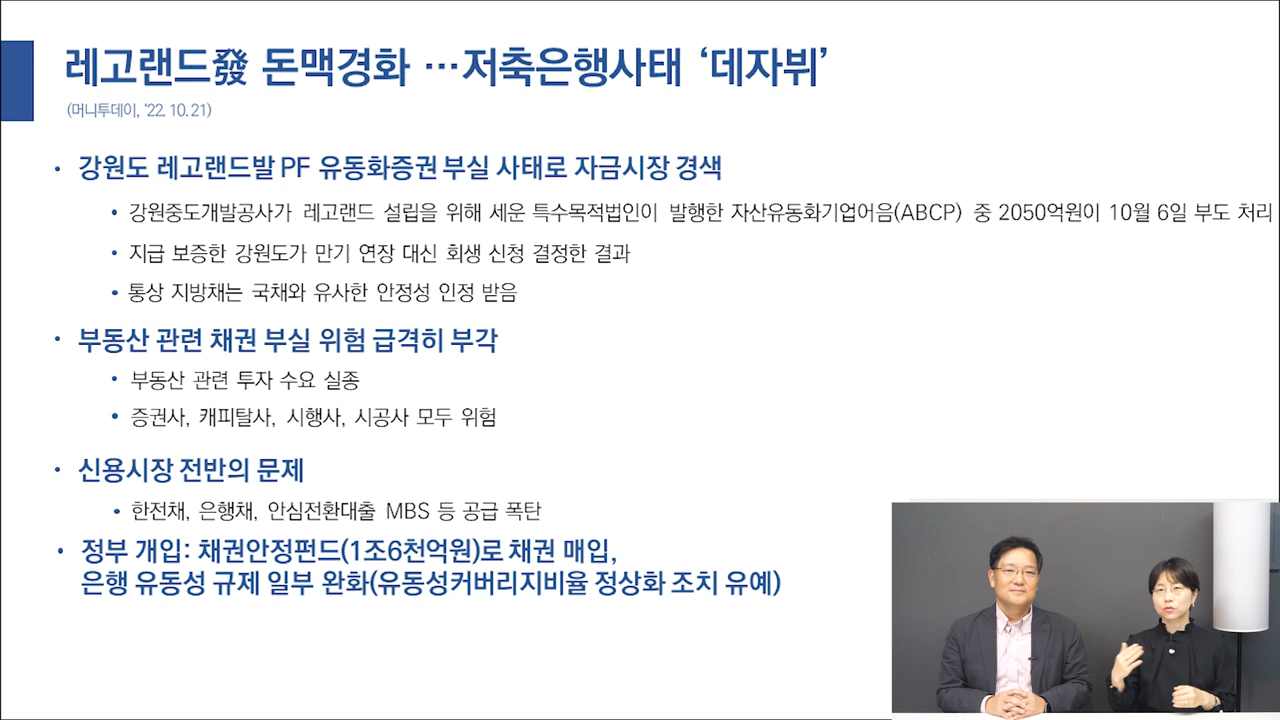 레고랜드發 돈맥경화 …저축은행사태 ‘데자뷔’
(머니투데이, ‘22. 10. 21)
• 강원도 레고랜드발 PF 유동화증권 부실 사태로 자금시장 경색
• 강원중도개발공사가 레고랜드 설립을 위해 세운 특수목적법인이 발행한 자산유동화기업어음(ABCP) 중 2050억원이 10월 6일 부도 처리
• 지급 보증한 강원도가 만기 연장 대신 회생 신청 결정한 결과
• 통상 지방채는 국채와 유사한 안정성 인정 받음
• 부동산 관련 채권 부실 위험 급격히 부각
• 부동산 관련 투자 수요 실종
• 증권사, 캐피탈사, 시행사, 시공사 모두 위험
• 신용시장 전반의 문제
• 한전채, 은행채, 안심전환대출 MBS 등 공급 폭탄
• 정부 개입: 채권안정펀드(1조6천억원)로 채권 매입,
은행 유동성 규제 일부 완화(유동성커버리지비율 정상화 조치 유예)